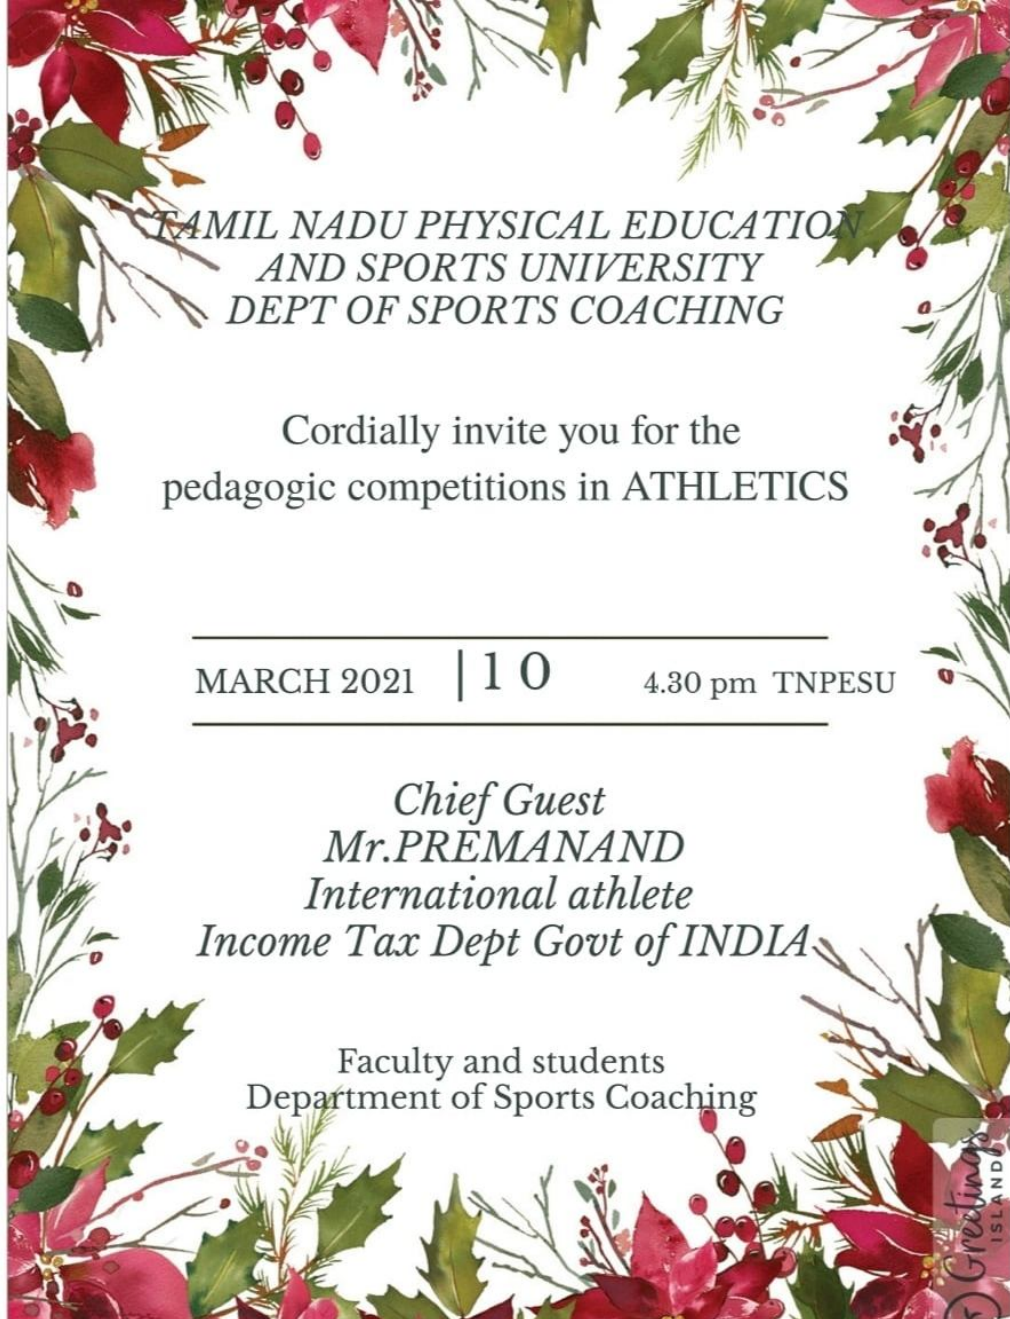 TAMIL NADU PHYSICAL EDUCATION
AND SPORTS UNIVERSITY
DEPT OF SPORTS COACHING
Cordially invite you for the
pedagogic competitions in ATHLETICS
MARCH 2021 |10 4.30 pm TNPESU
Chief Guest
Mr.PREMANAND
International athlete
Income Tax Dept Govt of INDIA
Faculty and students
Department of Sports Coaching
Greetings
ISLAND